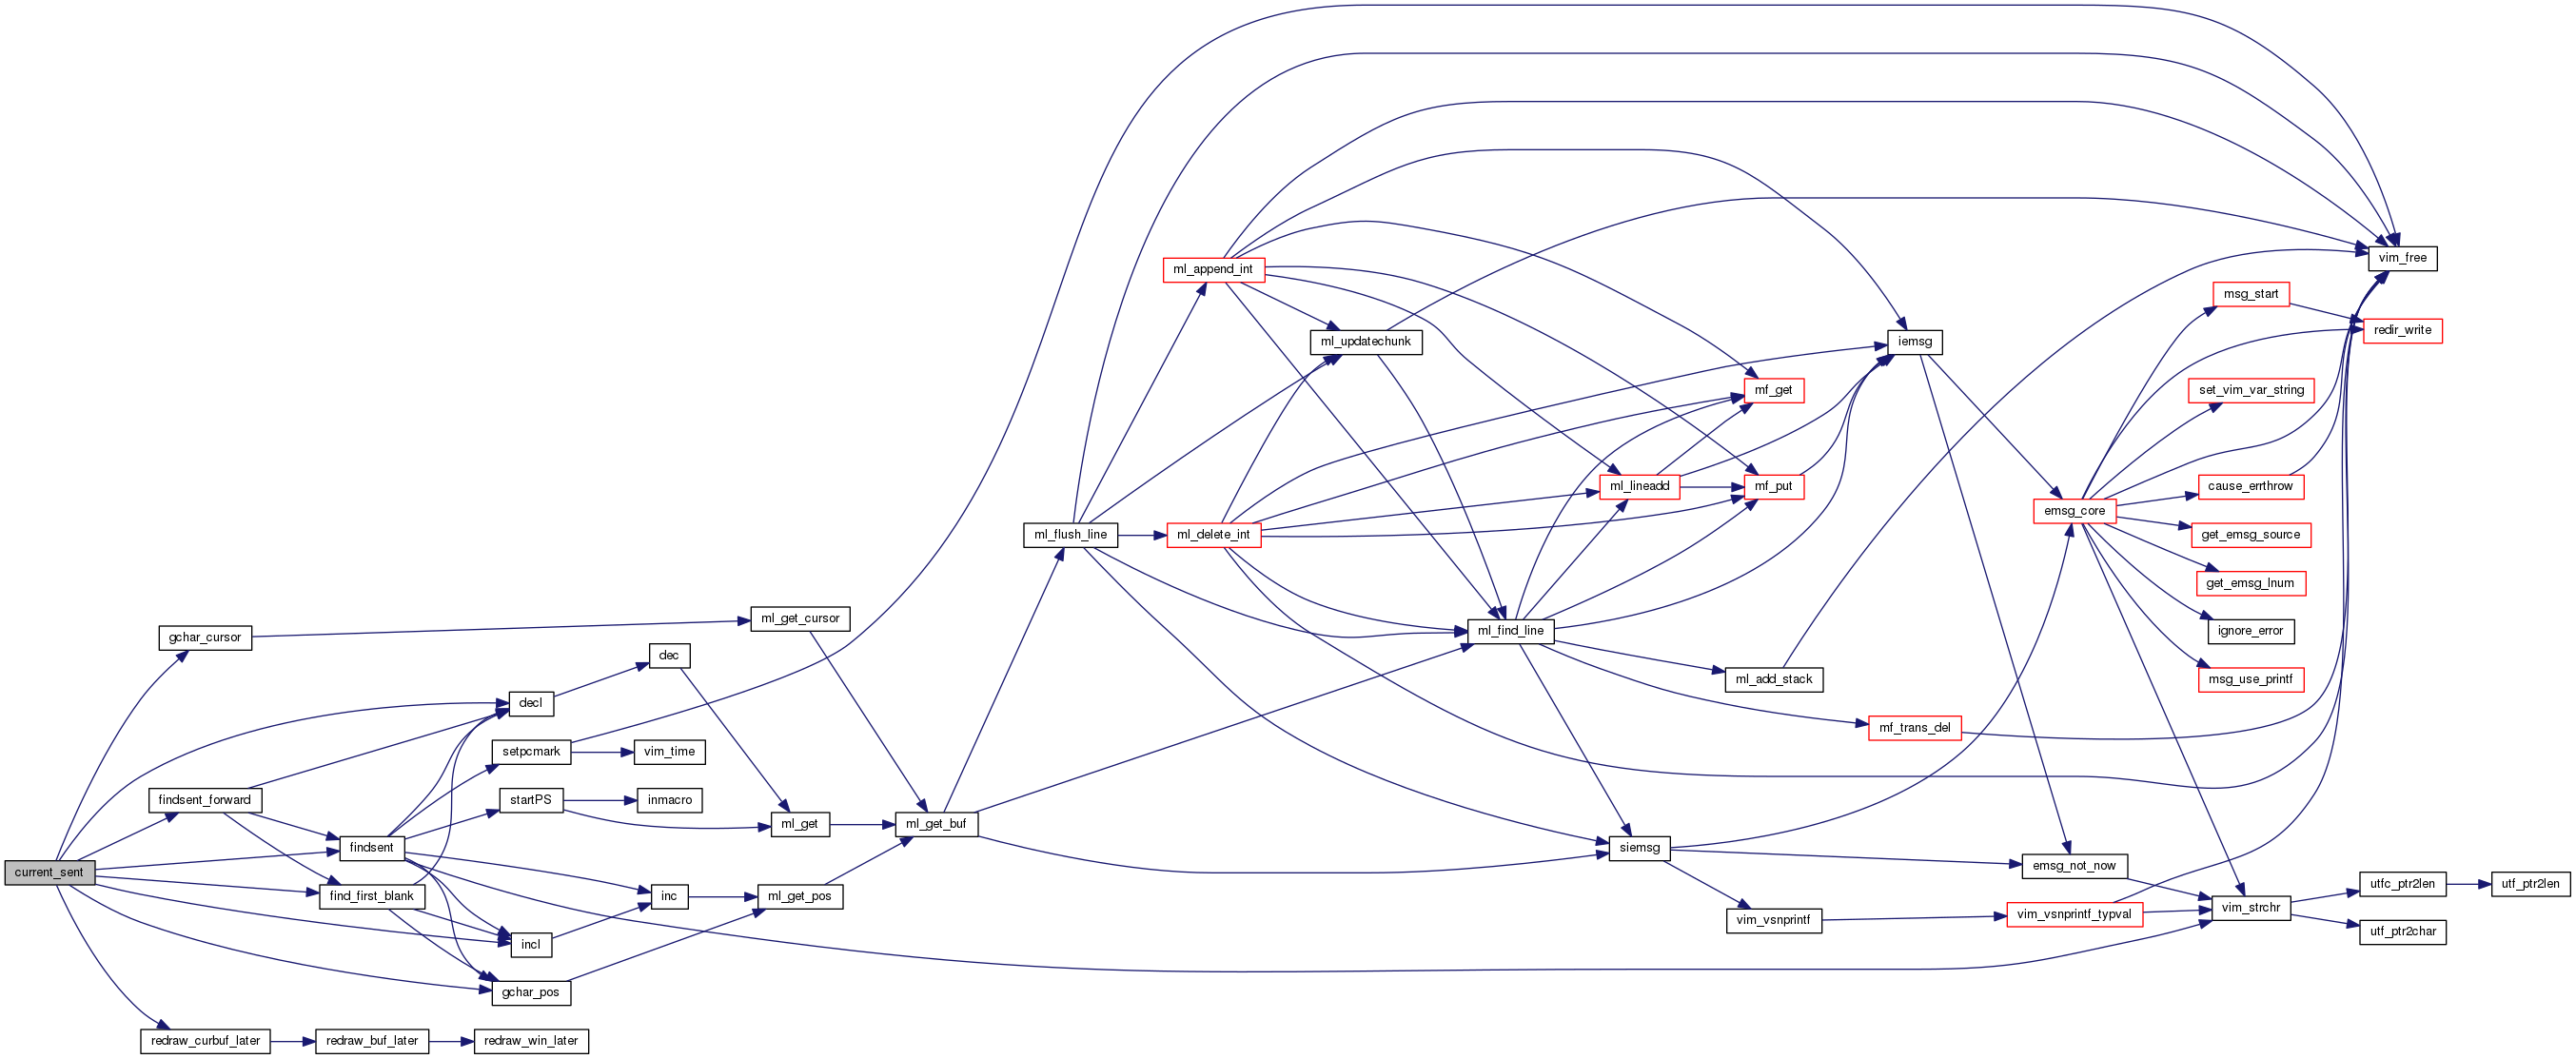 current_sent
gchar_cursor
findsent_forward
findsent
find_first_blank
redraw_curbuf_later
redraw_buf_later
redraw_win_later
decl
setpcmark
startPS
incl
gchar_pos
dec
vim_time
inmacro
inc
ml_get_cursor
ml_get
ml_get_pos
ml_get_buf
ml_flush_line
ml_append_int
ml_delete_int
ml_updatechunk
ml_find_line
ml_lineadd
siemsg
mf_get
mf_put
ml_add_stack
vim_vsnprintf
iemsg
mf_trans_del
emsg_core
emsg_not_now
vim_vsnprintf_typval
msg_start
set_vim_var_string
cause_errthrow
get_emsg_source
get_emsg_lnum
ignore_error
msg_use_printf
vim_strchr
vim_free
redir_write
utfc_ptr2len
utf_ptr2char
utf_ptr2len